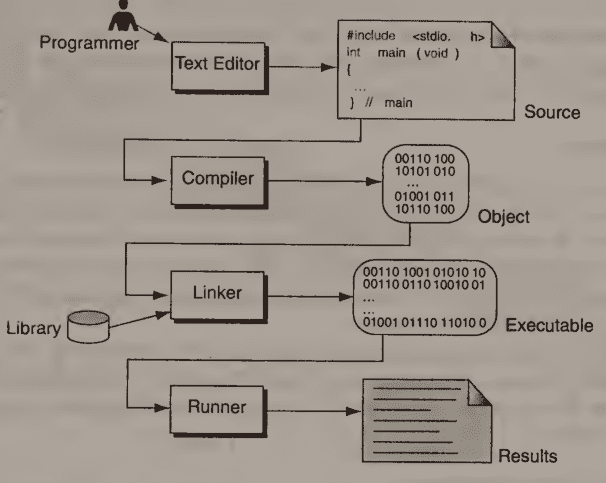 Programmer
Text Editor
#include <stdio. h>
int main ( void )
{
...
} // main
Source
Compiler
00110 100
10101 010
...
01001 011
10110 100
Object
Linker
Library
00110 1001 01010 10
00110 0110 10010 01
...
...
01001 01110 11010 0
Executable
Runner
Results